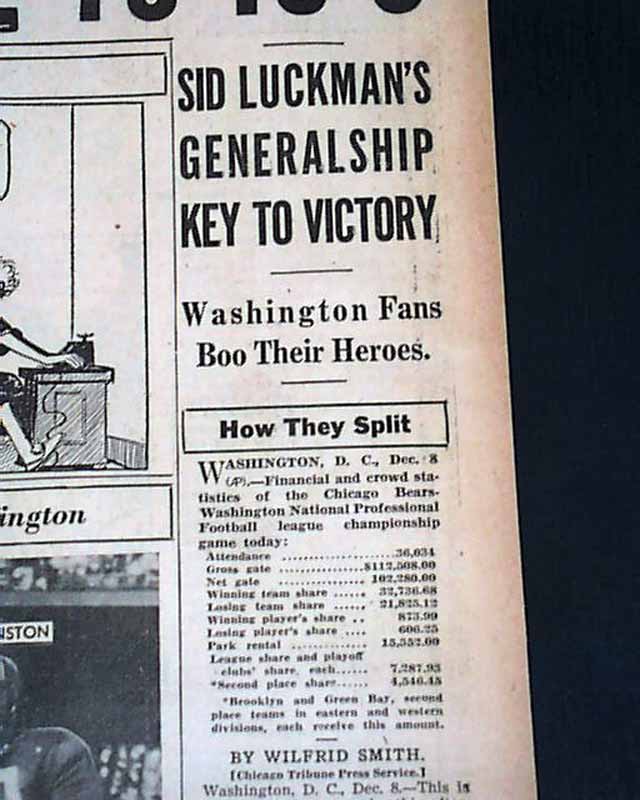 SID LUCKMAN'S
GENERALSHIP
KEY TO VICTORY
Washington Fans
Boo Their Heroes.
How They Split
WASHINGTON, D. C., Dec. 8
(AP).—Financial and crowd sta-
tistics of the Chicago Bears-
Washington National Professional
Football league championship
game today:
Attendance ....................36,034
Gross gate ................$112,508.00
Net gate ................ 102,280.00
Winning team share ...... 32,736.68
Losing team share ...... 21,825.12
Winning player's share .. 873.99
Losing player's share .... 606.25
Park rental .............. 15,352.00
League share and playoff
clubs' share, each...... 7,287.93
*Second place share...... 4,546.45
*Brooklyn and Green Bay, second
place teams in eastern and western
divisions, each receive this amount.
BY WILFRID SMITH.
[Chicago Tribune Press Service.]
Washington, D. C., Dec. 8.—This is
ington
NSTON